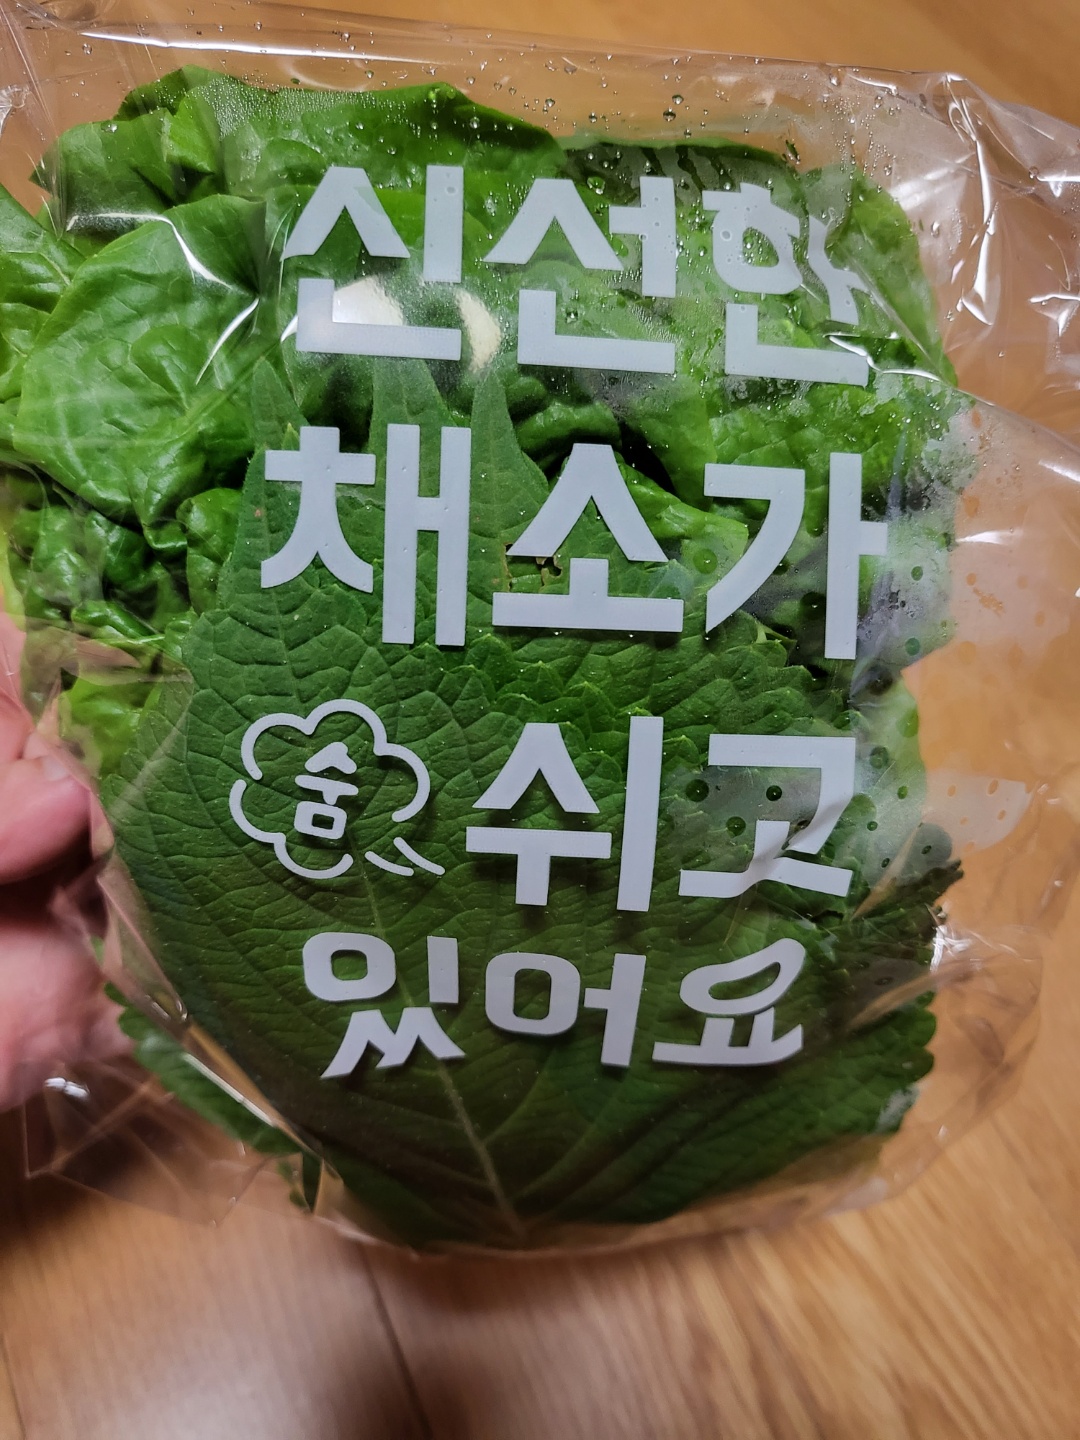 신선한
채소가
숨 쉬고
있어요